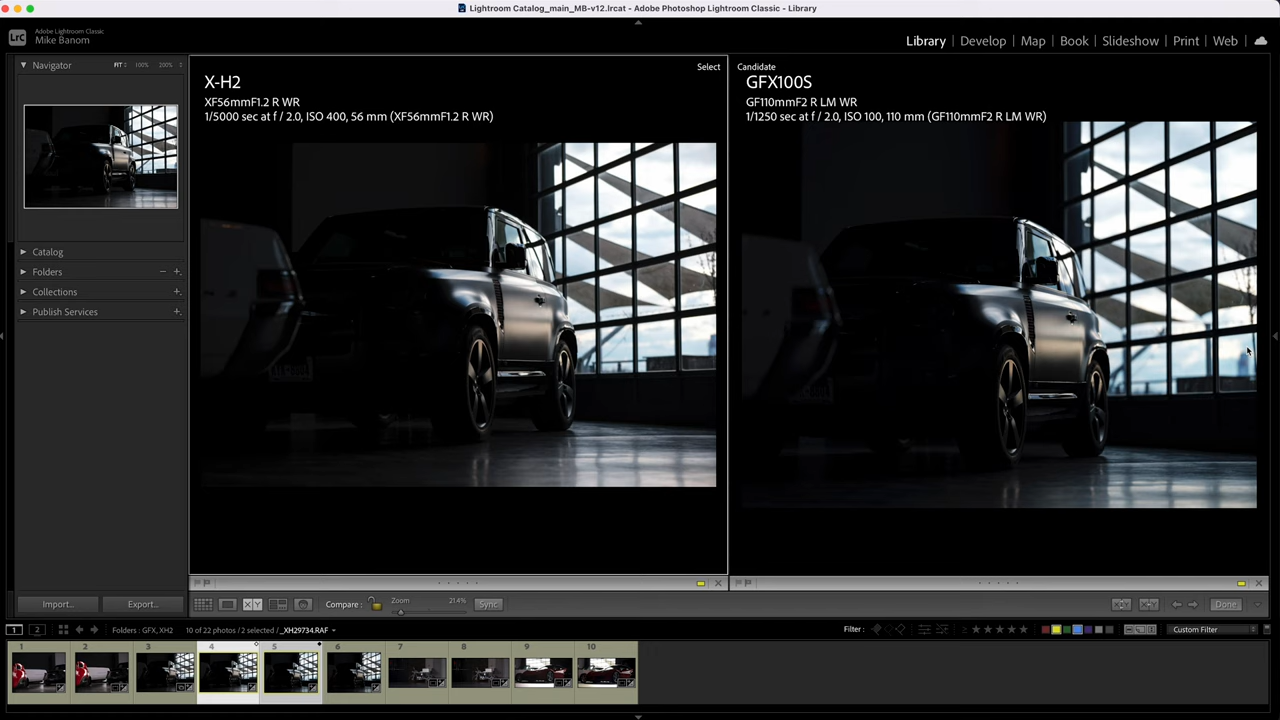 Lightroom Catalog_main_MB-v12.lrcat - Adobe Photoshop Lightroom Classic - Library
LrC
Adobe Lightroom Classic
Mike Banom
Library | Develop | Map | Book | Slideshow | Print | Web
Navigator
FIT
100%
200%
Catalog
Folders
Collections
Publish Services
Import...
Export...
Select
X-H2
XF56mmF1.2 R WR
1/5000 sec at f / 2.0, ISO 400, 56 mm (XF56mmF1.2 R WR)
Candidate
GFX100S
GF110mmF2 R LM WR
1/1250 sec at f / 2.0, ISO 100, 110 mm (GF110mmF2 R LM WR)
X Y
Compare :
Zoom
21.4%
Sync
Done
1
2
Folders : GFX, XH2
10 of 22 photos / 2 selected / _XH29734.RAF
Filter :
Custom Filter
1
2
3
4
5
6
7
8
9
10